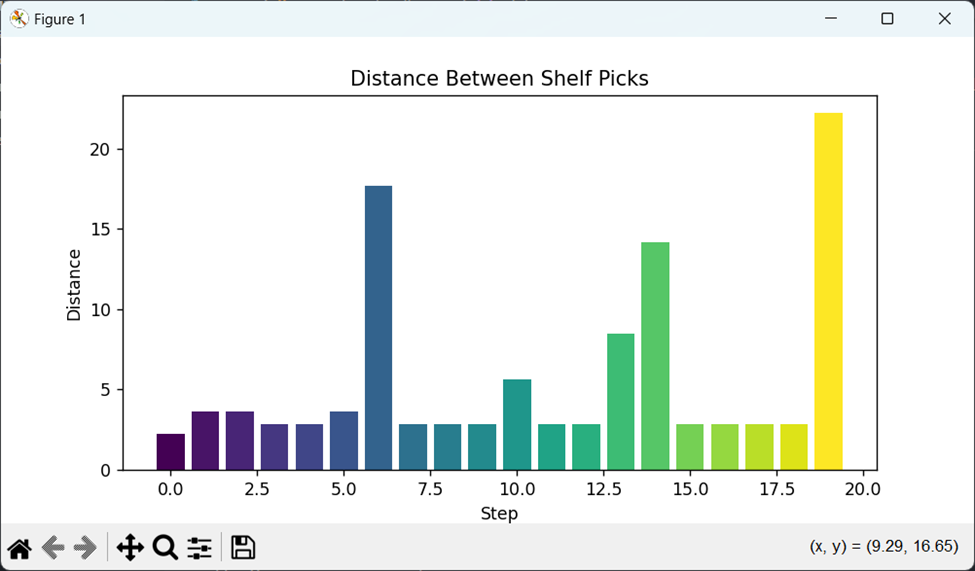 Figure 1
Distance Between Shelf Picks
20
15
10
5
0
Distance
0.0 2.5 5.0 7.5 10.0 12.5 15.0 17.5 20.0
Step
(x, y) = (9.29, 16.65)